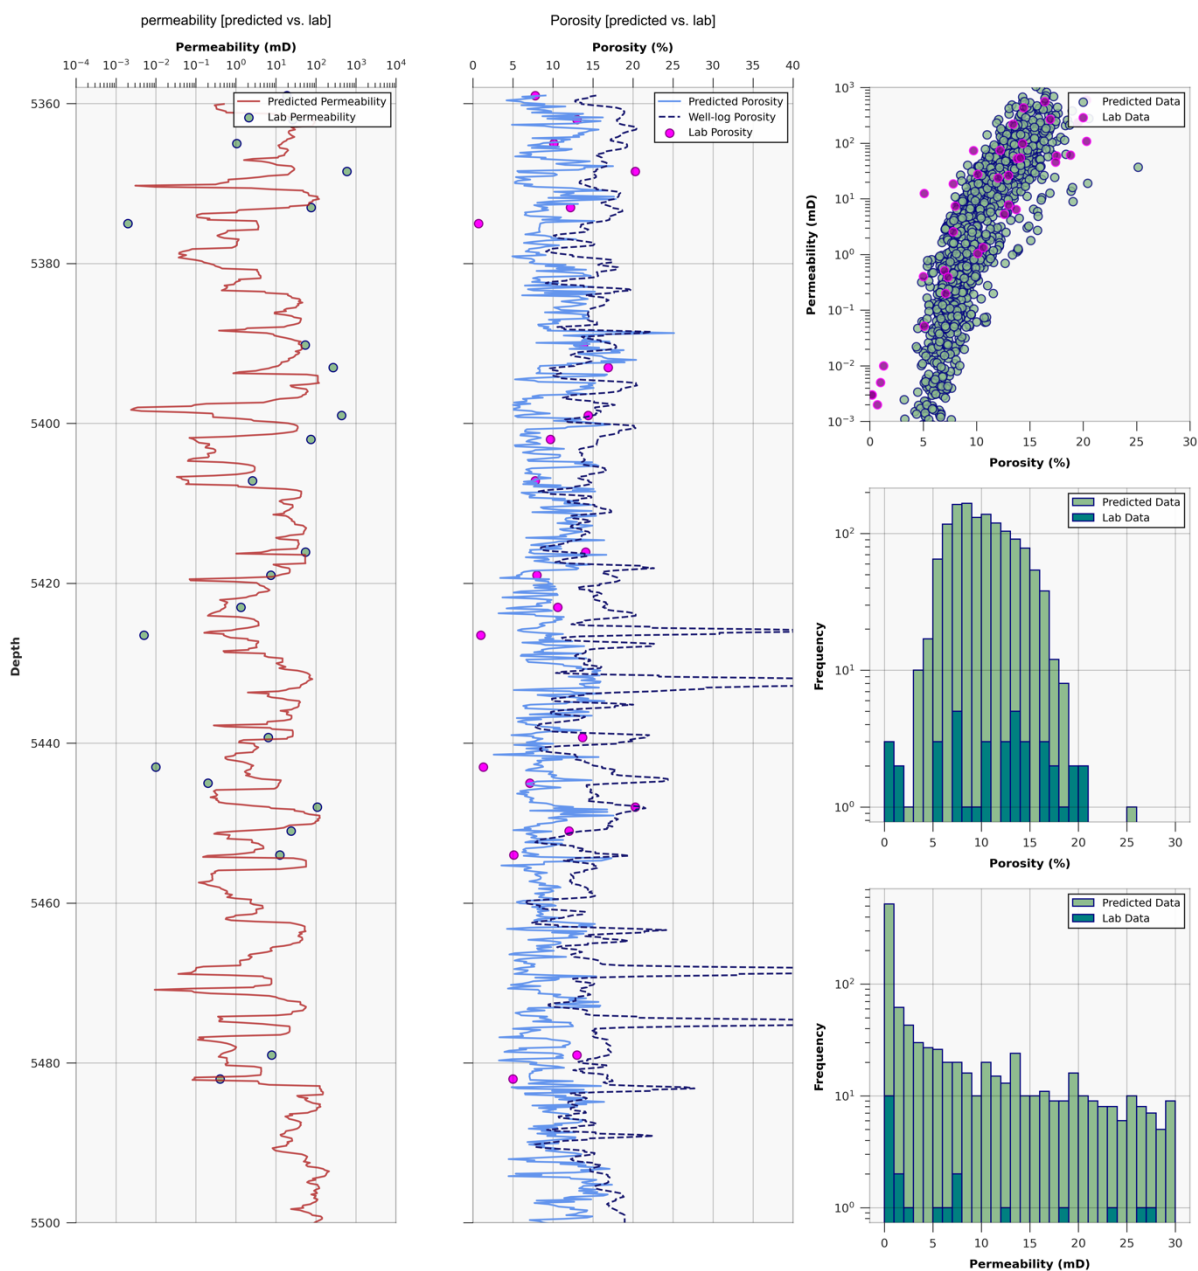 permeability [predicted vs. lab]
Permeability (mD)
10⁻⁴ 10⁻³ 10⁻² 10⁻¹ 10⁰ 10¹ 10² 10³ 10⁴
Predicted Permeability
Lab Permeability
Depth
5360
5380
5400
5420
5440
5460
5480
5500
Porosity [predicted vs. lab]
Porosity (%)
0 5 10 15 20 25 30 35 40
Predicted Porosity
Well-log Porosity
Lab Porosity
Predicted Data
Lab Data
Permeability (mD)
10³
10²
10¹
10⁰
10⁻¹
10⁻²
10⁻³
0 5 10 15 20 25 30
Porosity (%)
Predicted Data
Lab Data
Frequency
10²
10¹
10⁰
0 5 10 15 20 25 30
Porosity (%)
Predicted Data
Lab Data
Frequency
10²
10¹
10⁰
0 5 10 15 20 25 30
Permeability (mD)